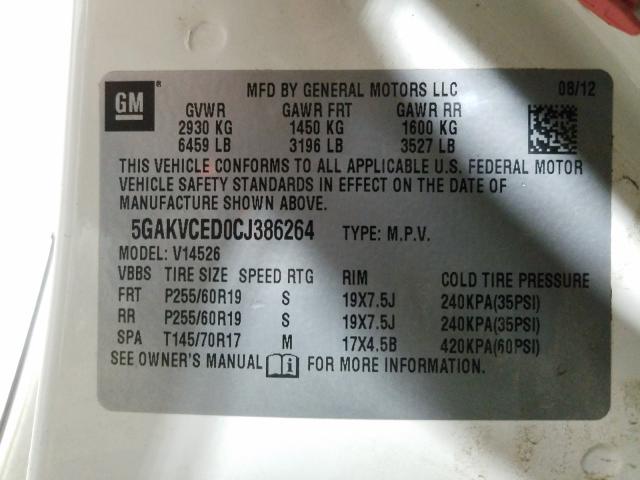 GM ®
MFD BY GENERAL MOTORS LLC 08/12
GVWR GAWR FRT GAWR RR
2930 KG 1450 KG 1600 KG
6459 LB 3196 LB 3527 LB
THIS VEHICLE CONFORMS TO ALL APPLICABLE U.S. FEDERAL MOTOR
VEHICLE SAFETY STANDARDS IN EFFECT ON THE DATE OF
MANUFACTURE SHOWN ABOVE.
5GAKVCED0CJ386264 TYPE: M.P.V.
MODEL: V14526
VBBS TIRE SIZE SPEED RTG RIM COLD TIRE PRESSURE
FRT P255/60R19 S 19X7.5J 240KPA(35PSI)
RR P255/60R19 S 19X7.5J 240KPA(35PSI)
SPA T145/70R17 M 17X4.5B 420KPA(60PSI)
SEE OWNER'S MANUAL i FOR MORE INFORMATION.